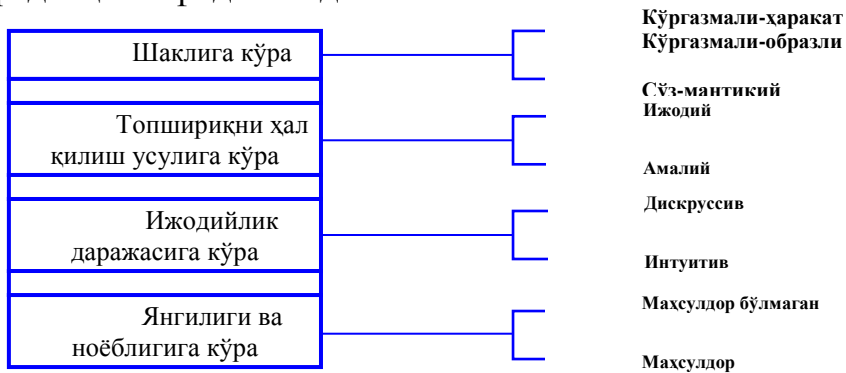 Шаклига кўра
Топшириқни ҳал
қилиш усулига кўра
Ижодийлик
даражасига кўра
Янгилиги ва
ноёблигига кўра
Кўргазмали-ҳаракат
Кўргазмали-образли
Сўз-мантикий
Ижодий
Амалий
Дискруссив
Интуитив
Маҳсулдор бўлмаган
Маҳсулдор